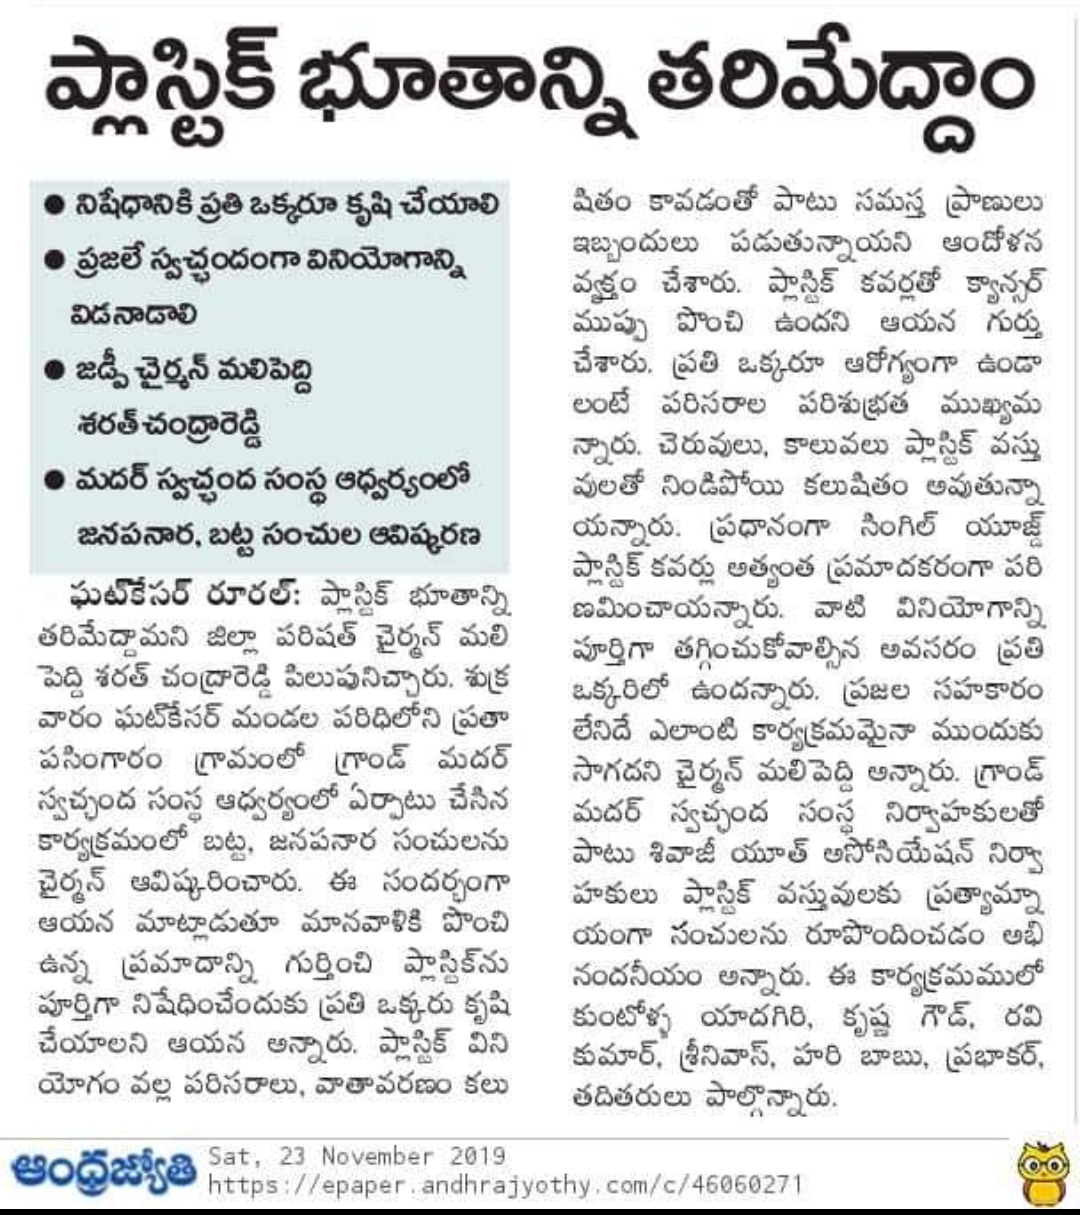 ప్లాస్టిక్ భూతాన్ని తరిమేద్దాం
● నిషేధానికి ప్రతి ఒక్కరూ కృషి చేయాలి
● ప్రజలే స్వచ్ఛందంగా వినియోగాన్ని
విడనాడాలి
● జడ్పీ చైర్మన్ మలిపెద్ది
శరత్‌చంద్రారెడ్డి
● మదర్ స్వచ్ఛంద సంస్థ ఆధ్వర్యంలో
జనపనార, బట్ట సంచుల ఆవిష్కరణ
ఘట్‌కేసర్ రూరల్: ప్లాస్టిక్ భూతాన్ని
తరిమేద్దామని జిల్లా పరిషత్ చైర్మన్ మలి
పెద్ది శరత్ చంద్రారెడ్డి పిలుపునిచ్చారు. శుక్ర
వారం ఘట్‌కేసర్ మండల పరిధిలోని ప్రతా
పసింగారం గ్రామంలో గ్రాండ్ మదర్
స్వచ్ఛంద సంస్థ ఆధ్వర్యంలో ఏర్పాటు చేసిన
కార్యక్రమంలో బట్ట, జనపనార సంచులను
చైర్మన్ ఆవిష్కరించారు. ఈ సందర్భంగా
ఆయన మాట్లాడుతూ మానవాళికి పొంచి
ఉన్న ప్రమాదాన్ని గుర్తించి ప్లాస్టిక్‌ను
పూర్తిగా నిషేధించేందుకు ప్రతి ఒక్కరు కృషి
చేయాలని ఆయన అన్నారు. ప్లాస్టిక్ విని
యోగం వల్ల పరిసరాలు, వాతావరణం కలు
షితం కావడంతో పాటు సమస్త ప్రాణులు
ఇబ్బందులు పడుతున్నాయని ఆందోళన
వ్యక్తం చేశారు. ప్లాస్టిక్ కవర్లతో క్యాన్సర్
ముప్పు పొంచి ఉందని ఆయన గుర్తు
చేశారు. ప్రతి ఒక్కరూ ఆరోగ్యంగా ఉండా
లంటే పరిసరాల పరిశుభ్రత ముఖ్యమ
న్నారు. చెరువులు, కాలువలు ప్లాస్టిక్ వస్తు
వులతో నిండిపోయి కలుషితం అవుతున్నా
యన్నారు. ప్రధానంగా సింగిల్ యూజ్డ్
ప్లాస్టిక్ కవర్లు అత్యంత ప్రమాదకరంగా పరి
ణమించాయన్నారు. వాటి వినియోగాన్ని
పూర్తిగా తగ్గించుకోవాల్సిన అవసరం ప్రతి
ఒక్కరిలో ఉందన్నారు. ప్రజల సహకారం
లేనిదే ఎలాంటి కార్యక్రమమైనా ముందుకు
సాగదని చైర్మన్ మలిపెద్ది అన్నారు. గ్రాండ్
మదర్ స్వచ్ఛంద సంస్థ నిర్వాహకులతో
పాటు శివాజీ యూత్ అసోసియేషన్ నిర్వా
హకులు ప్లాస్టిక్ వస్తువులకు ప్రత్యామ్నా
యంగా సంచులను రూపొందించడం అభి
నందనీయం అన్నారు. ఈ కార్యక్రమములో
కుంటోళ్ళ యాదగిరి, కృష్ణ గౌడ్, రవి
కుమార్, శ్రీనివాస్, హరి బాబు, ప్రభాకర్,
తదితరులు పాల్గొన్నారు.
ఆంధ్రజ్యోతి
Sat, 23 November 2019
https://epaper.andhrajyothy.com/c/46060271